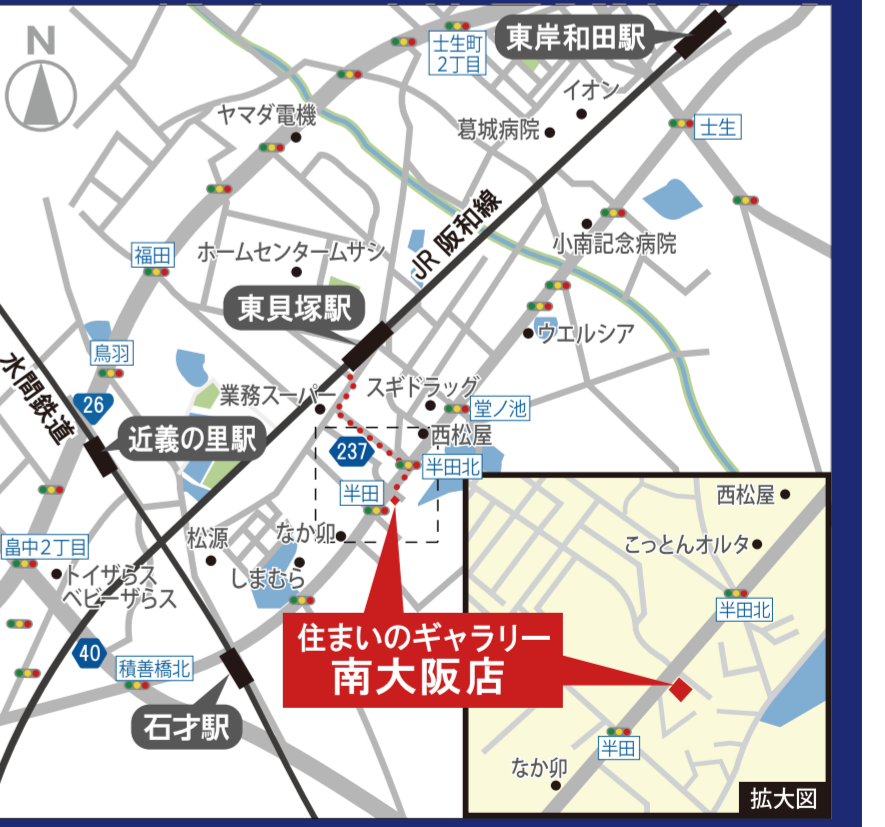 N
東岸和田駅
土生町
2丁目
イオン
ヤマダ電機
葛城病院
土生
JR 阪和線
小南記念病院
福田
ホームセンタームサシ
東貝塚駅
ウエルシア
鳥羽
水間鉄道
26
業務スーパー
スギドラッグ
堂ノ池
近義の里駅
237
西松屋
半田北
半田
畠中2丁目
松源
なか卯
トイザらス
ベビーザらス
しまむら
40
積善橋北
石才駅
住まいのギャラリー
南大阪店
西松屋
こっとんオルタ
半田北
半田
なか卯
拡大図